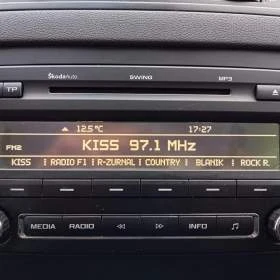 ŠkodaAuto SWING MP3
TP
12.5°C 17:27
KISS 97.1 MHz
FM2
KISS | RADIO F1 | R-ZURNAL | COUNTRY | BLANIK | ROCK R.
MEDIA RADIO INFO